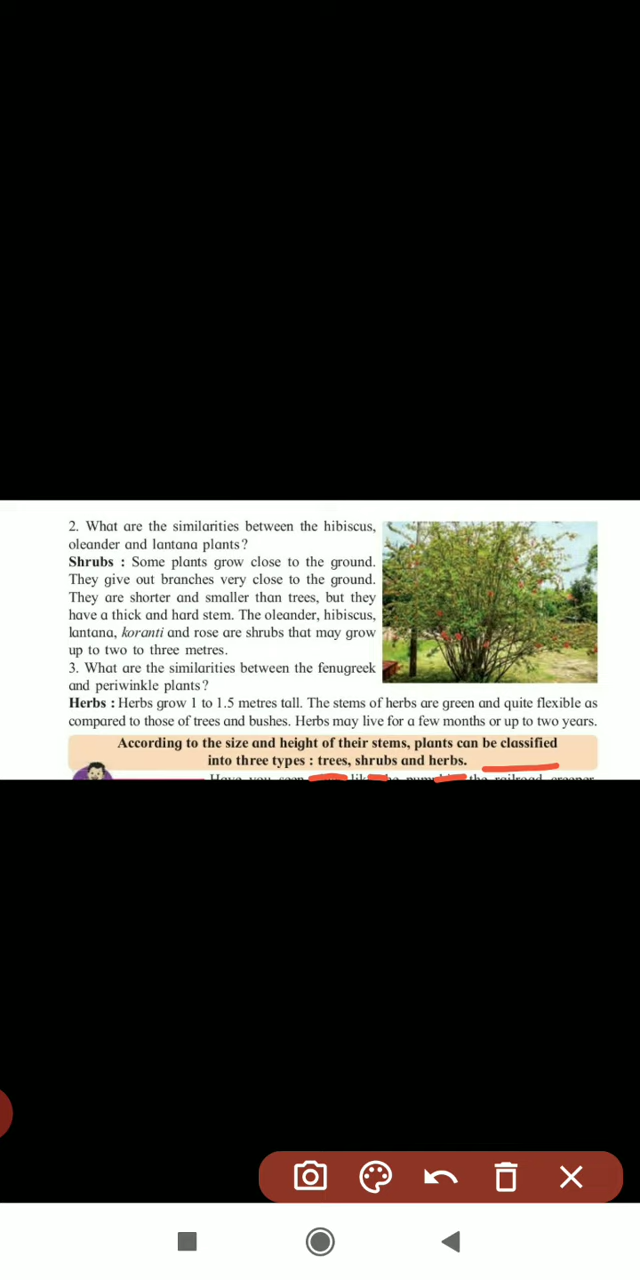 2. What are the similarities between the hibiscus,
oleander and lantana plants?
Shrubs : Some plants grow close to the ground.
They give out branches very close to the ground.
They are shorter and smaller than trees, but they
have a thick and hard stem. The oleander, hibiscus,
lantana, koranti and rose are shrubs that may grow
up to two to three metres.
3. What are the similarities between the fenugreek
and periwinkle plants?
Herbs : Herbs grow 1 to 1.5 metres tall. The stems of herbs are green and quite flexible as
compared to those of trees and bushes. Herbs may live for a few months or up to two years.
According to the size and height of their stems, plants can be classified
into three types : trees, shrubs and herbs.
Have you seen the railroad creeper